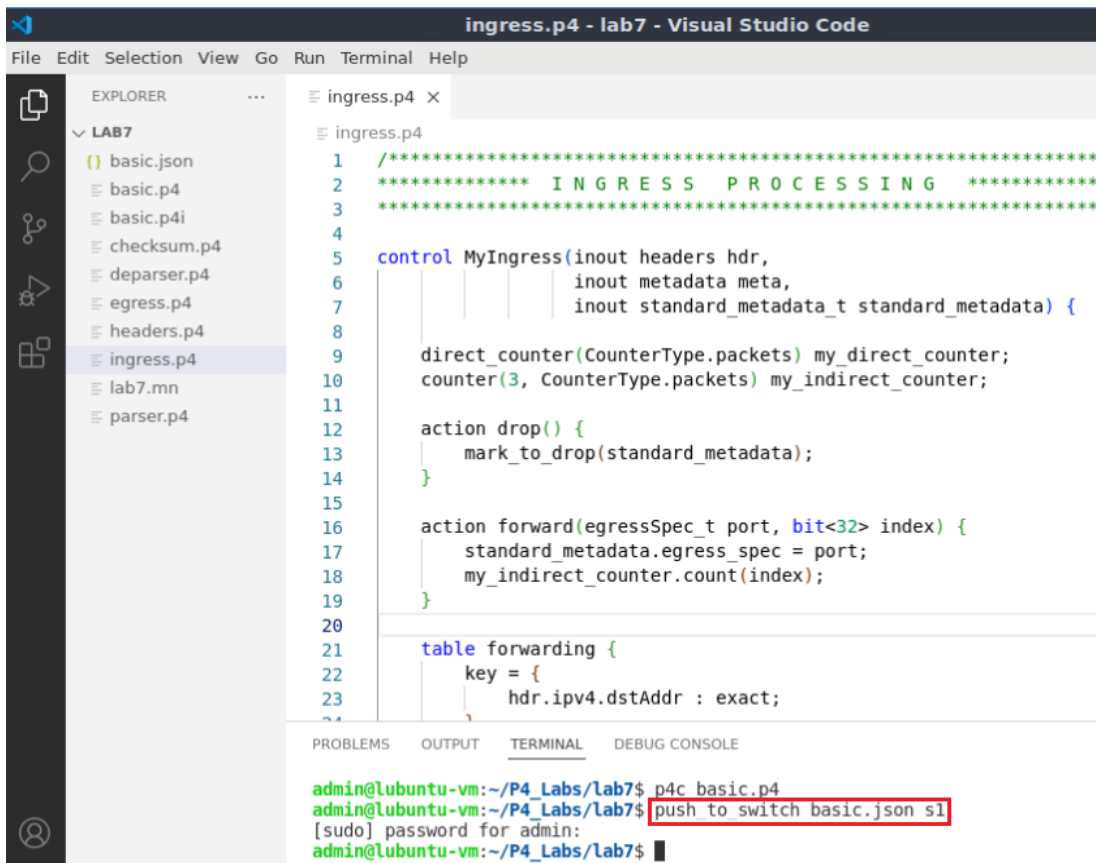 ingress.p4 - lab7 - Visual Studio Code
File Edit Selection View Go Run Terminal Help
EXPLORER ...
ingress.p4 ×
LAB7
{} basic.json
basic.p4
basic.p4i
checksum.p4
deparser.p4
egress.p4
headers.p4
ingress.p4
lab7.mn
parser.p4
ingress.p4
1 /******************************************************************
2 ************** I N G R E S S   P R O C E S S I N G   ************
3 *******************************************************************
4
5 control MyIngress(inout headers hdr,
6 inout metadata meta,
7 inout standard_metadata_t standard_metadata) {
8
9 direct_counter(CounterType.packets) my_direct_counter;
10 counter(3, CounterType.packets) my_indirect_counter;
11
12 action drop() {
13 mark_to_drop(standard_metadata);
14 }
15
16 action forward(egressSpec_t port, bit<32> index) {
17 standard_metadata.egress_spec = port;
18 my_indirect_counter.count(index);
19 }
20
21 table forwarding {
22 key = {
23 hdr.ipv4.dstAddr : exact;
24 }
PROBLEMS OUTPUT TERMINAL DEBUG CONSOLE
admin@lubuntu-vm:~/P4_Labs/lab7$ p4c basic.p4
admin@lubuntu-vm:~/P4_Labs/lab7$ push_to_switch basic.json s1
[sudo] password for admin:
admin@lubuntu-vm:~/P4_Labs/lab7$